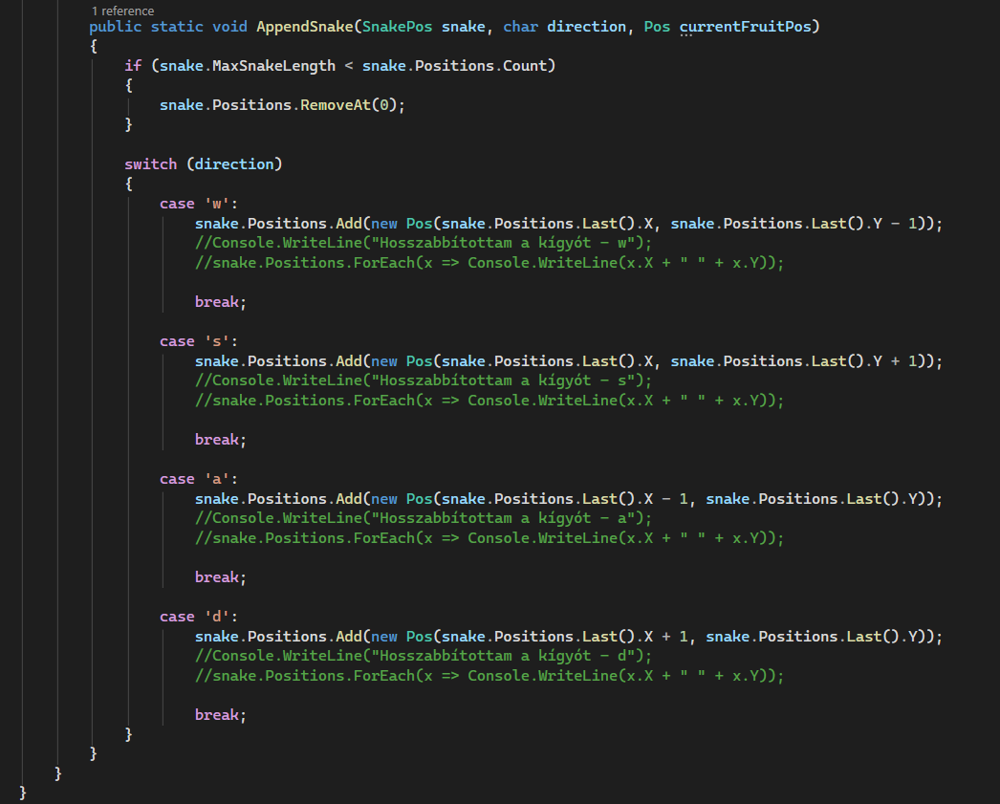 1 reference
public static void AppendSnake(SnakePos snake, char direction, Pos currentFruitPos)
{
if (snake.MaxSnakeLength < snake.Positions.Count)
{
snake.Positions.RemoveAt(0);
}
switch (direction)
{
case 'w':
snake.Positions.Add(new Pos(snake.Positions.Last().X, snake.Positions.Last().Y - 1));
//Console.WriteLine("Hosszabbítottam a kígyót - w");
//snake.Positions.ForEach(x => Console.WriteLine(x.X + " " + x.Y));
break;
case 's':
snake.Positions.Add(new Pos(snake.Positions.Last().X, snake.Positions.Last().Y + 1));
//Console.WriteLine("Hosszabbítottam a kígyót - s");
//snake.Positions.ForEach(x => Console.WriteLine(x.X + " " + x.Y));
break;
case 'a':
snake.Positions.Add(new Pos(snake.Positions.Last().X - 1, snake.Positions.Last().Y));
//Console.WriteLine("Hosszabbítottam a kígyót - a");
//snake.Positions.ForEach(x => Console.WriteLine(x.X + " " + x.Y));
break;
case 'd':
snake.Positions.Add(new Pos(snake.Positions.Last().X + 1, snake.Positions.Last().Y));
//Console.WriteLine("Hosszabbítottam a kígyót - d");
//snake.Positions.ForEach(x => Console.WriteLine(x.X + " " + x.Y));
break;
}
}
}
}